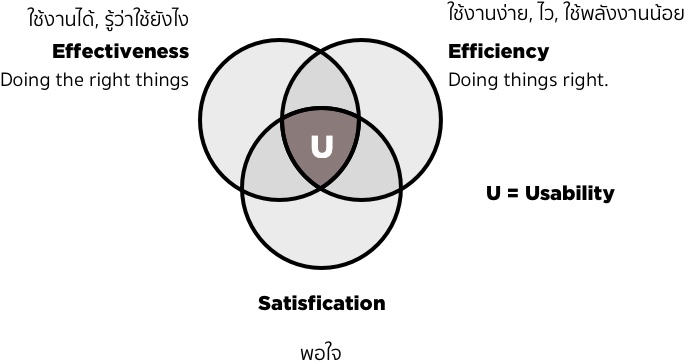 ใช้งานได้, รู้ว่าใช้ยังไง
Effectiveness
Doing the right things
ใช้งานง่าย, ไว, ใช้พลังงานน้อย
Efficiency
Doing things right.
U
U = Usability
Satisfication
พอใจ